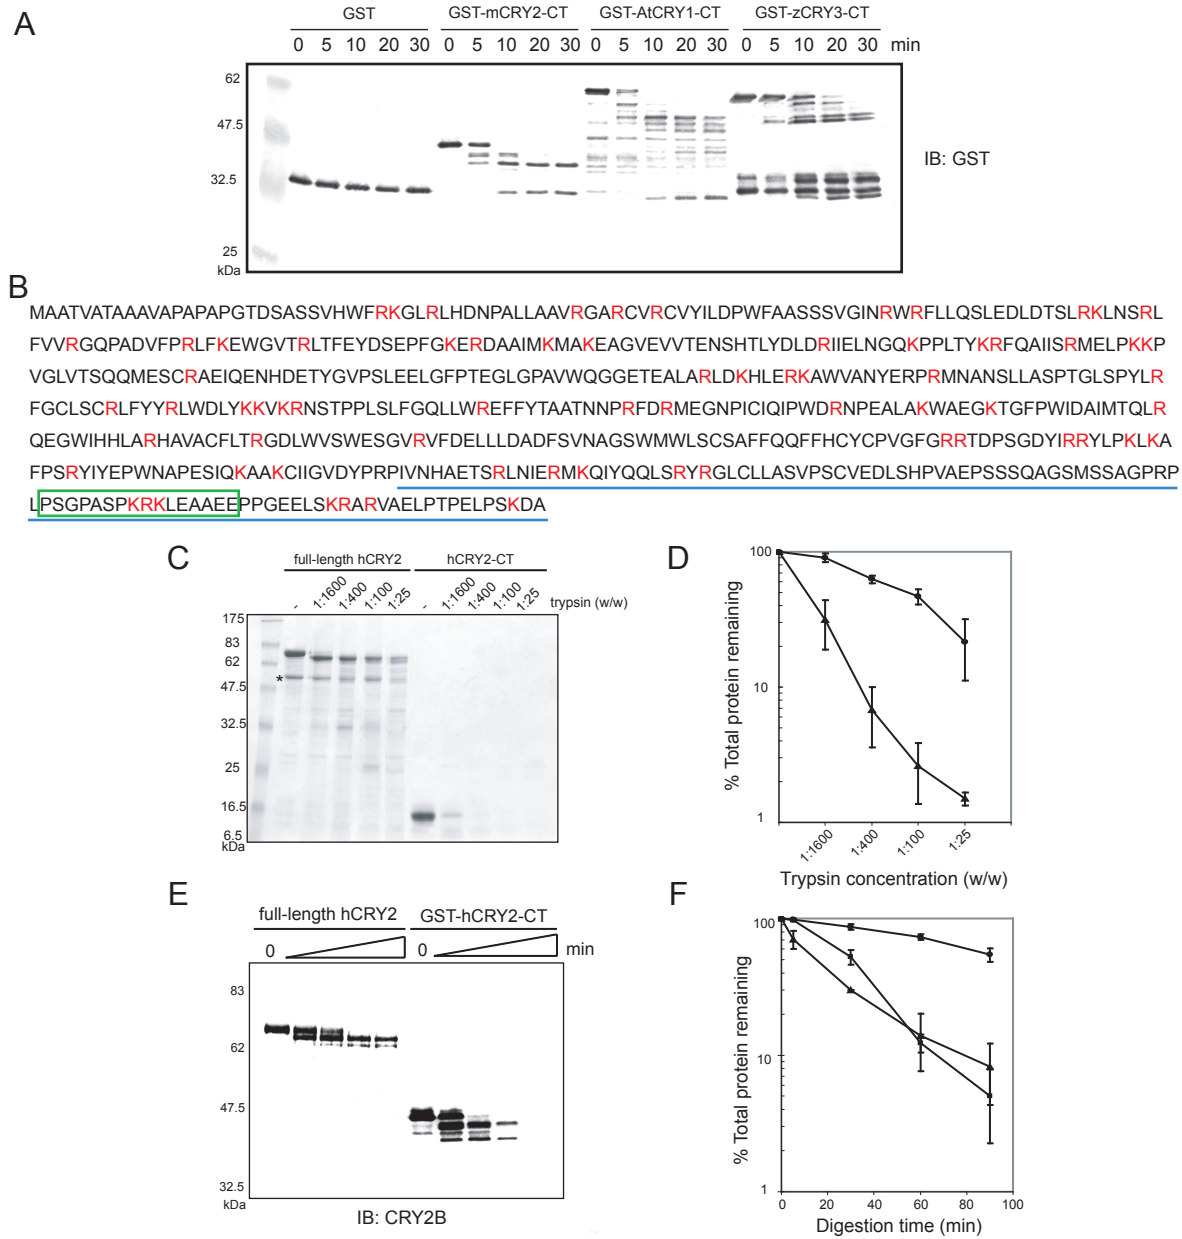 A
GST GST-mCRY2-CT GST-AtCRY1-CT GST-zCRY3-CT
0 5 10 20 30 0 5 10 20 30 0 5 10 20 30 0 5 10 20 30 min
62
47.5
32.5
25
kDa
IB: GST
B
MAATVATAAAVAPAPAPGTDSASSVHWFRKGLRLHDNPALLAAVRGARCVRCVYILDPWFAASSSVGINRWRFLLQSLEDLDTSLRKLNSRL
FVVRGQPADVFPRLFKEWGVTRLTFEYDSEPFGKERDAAIMKMAKEAGVEVVTENSHTLYDLDRIIELNGQKPPLTYKRFQAIISRMELPKKP
VGLVTSQQMESCRAEIQENHDETYGVPSLEELGFPTEGLGPAVWQGGETEALARLDKHLERKAWVANYERPRMNANSLLASPTGLSPYLR
FGCLSCRLFYYRLWDLYKKVKRNSTPPLSLFGQLLWREFFYTAATNNPRFDRMEGNPICIQIPWDRNPEALAKWAEGKTGFPWIDAIMTQLR
QEGWIHHLARHAVACFLTRGDLWVSWESGVRVFDELLLDADFSVNAGSWMWLSCSAFFQQFFHCYCPVGFGRRTDPSGDYIRRYLPKLKA
FPSRYIYEPWNAPESIQKAAKCIIGVDYPRPIVNHAETSRLNIERMKQIYQQLSRYRGLCLLASVPSCVEDLSHPVAEPSSSQAGSMSSAGPRP
LPSGPASPKRKLEAAEEPPGEELSKRARVAELPTPELPSKDA
C
full-length hCRY2 hCRY2-CT
- 1:1600 1:400 1:100 1:25 - 1:1600 1:400 1:100 1:25 trypsin (w/w)
175
83
62
*
47.5
32.5
25
16.5
6.5
kDa
D
% Total protein remaining
100
10
1
1:1600 1:400 1:100 1:25
Trypsin concentration (w/w)
E
full-length hCRY2 GST-hCRY2-CT
0 0 min
83
62
47.5
32.5
kDa
IB: CRY2B
F
% Total protein remaining
100
10
1
0 20 40 60 80 100
Digestion time (min)